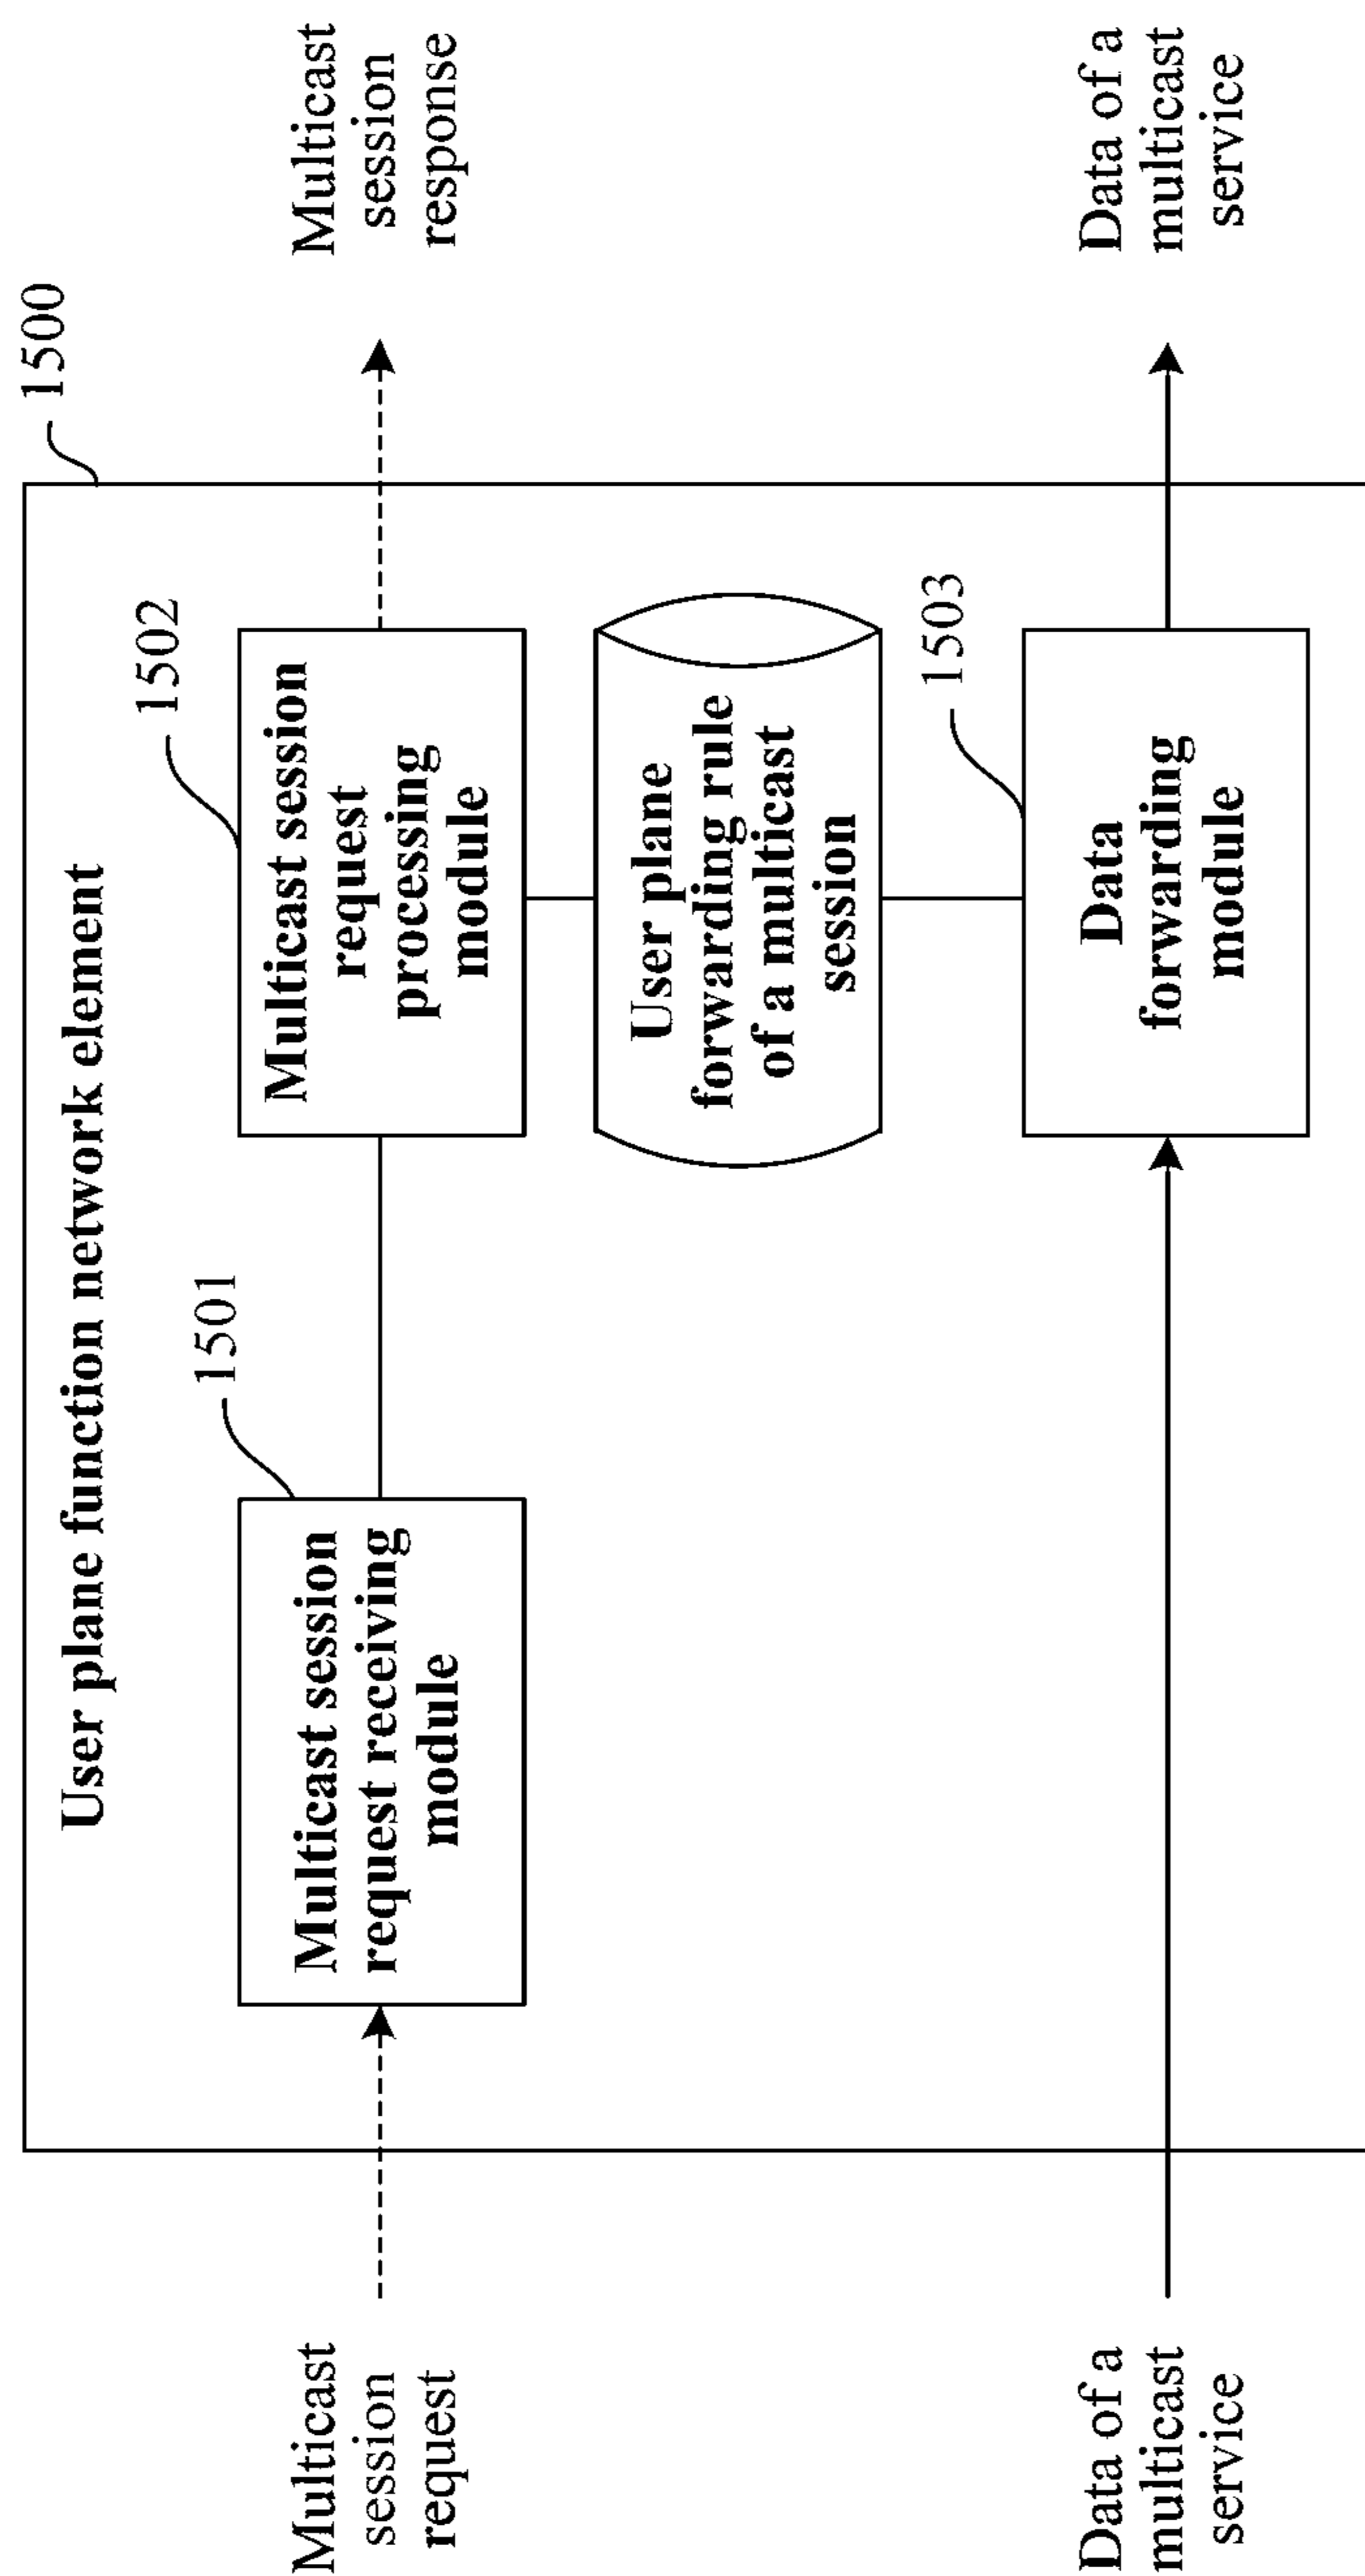 1500
User plane function network element
1501
1502
Multicast
session
request
Multicast session
request receiving
module
Multicast session
request
processing
module
Multicast
session
response
User plane
forwarding rule
of a multicast
session
1503
Data of a
multicast
service
Data
forwarding
module
Data of a
multicast
service